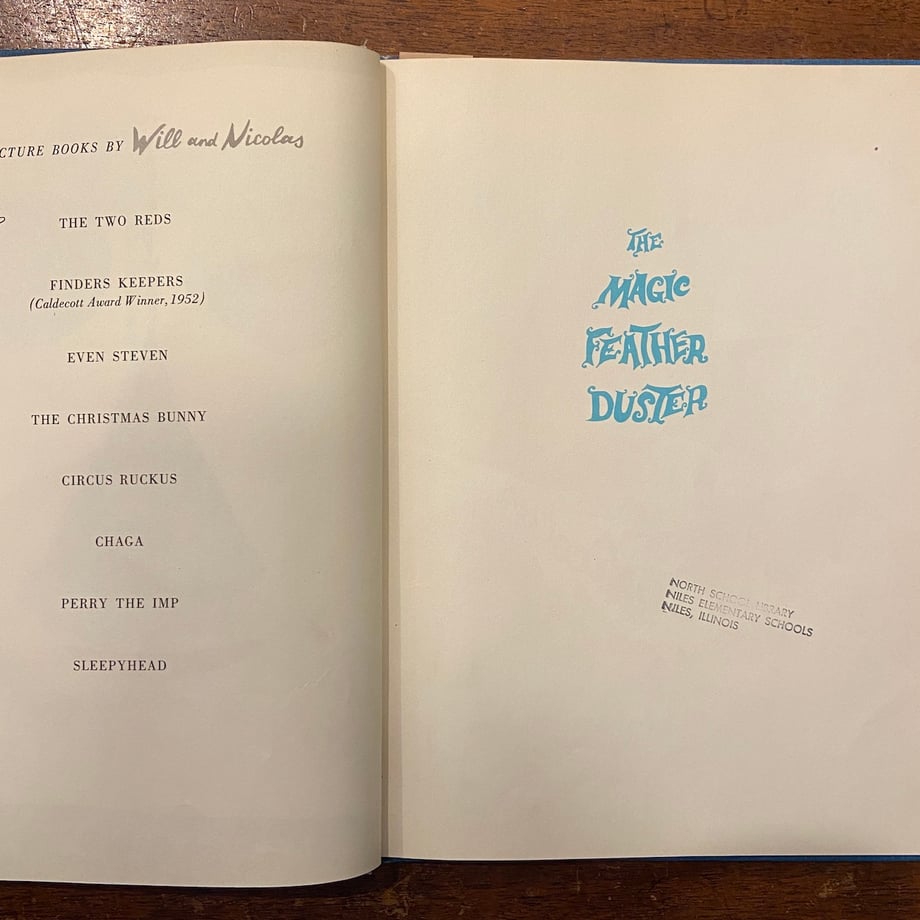 CTURE BOOKS BY Will and Nicolas
THE TWO REDS
FINDERS KEEPERS
(Caldecott Award Winner, 1952)
EVEN STEVEN
THE CHRISTMAS BUNNY
CIRCUS RUCKUS
CHAGA
PERRY THE IMP
SLEEPYHEAD
THE
MAGIC
FEATHER
DUSTER
NORTH SCHOOL LIBRARY
NILES ELEMENTARY SCHOOLS
NILES, ILLINOIS